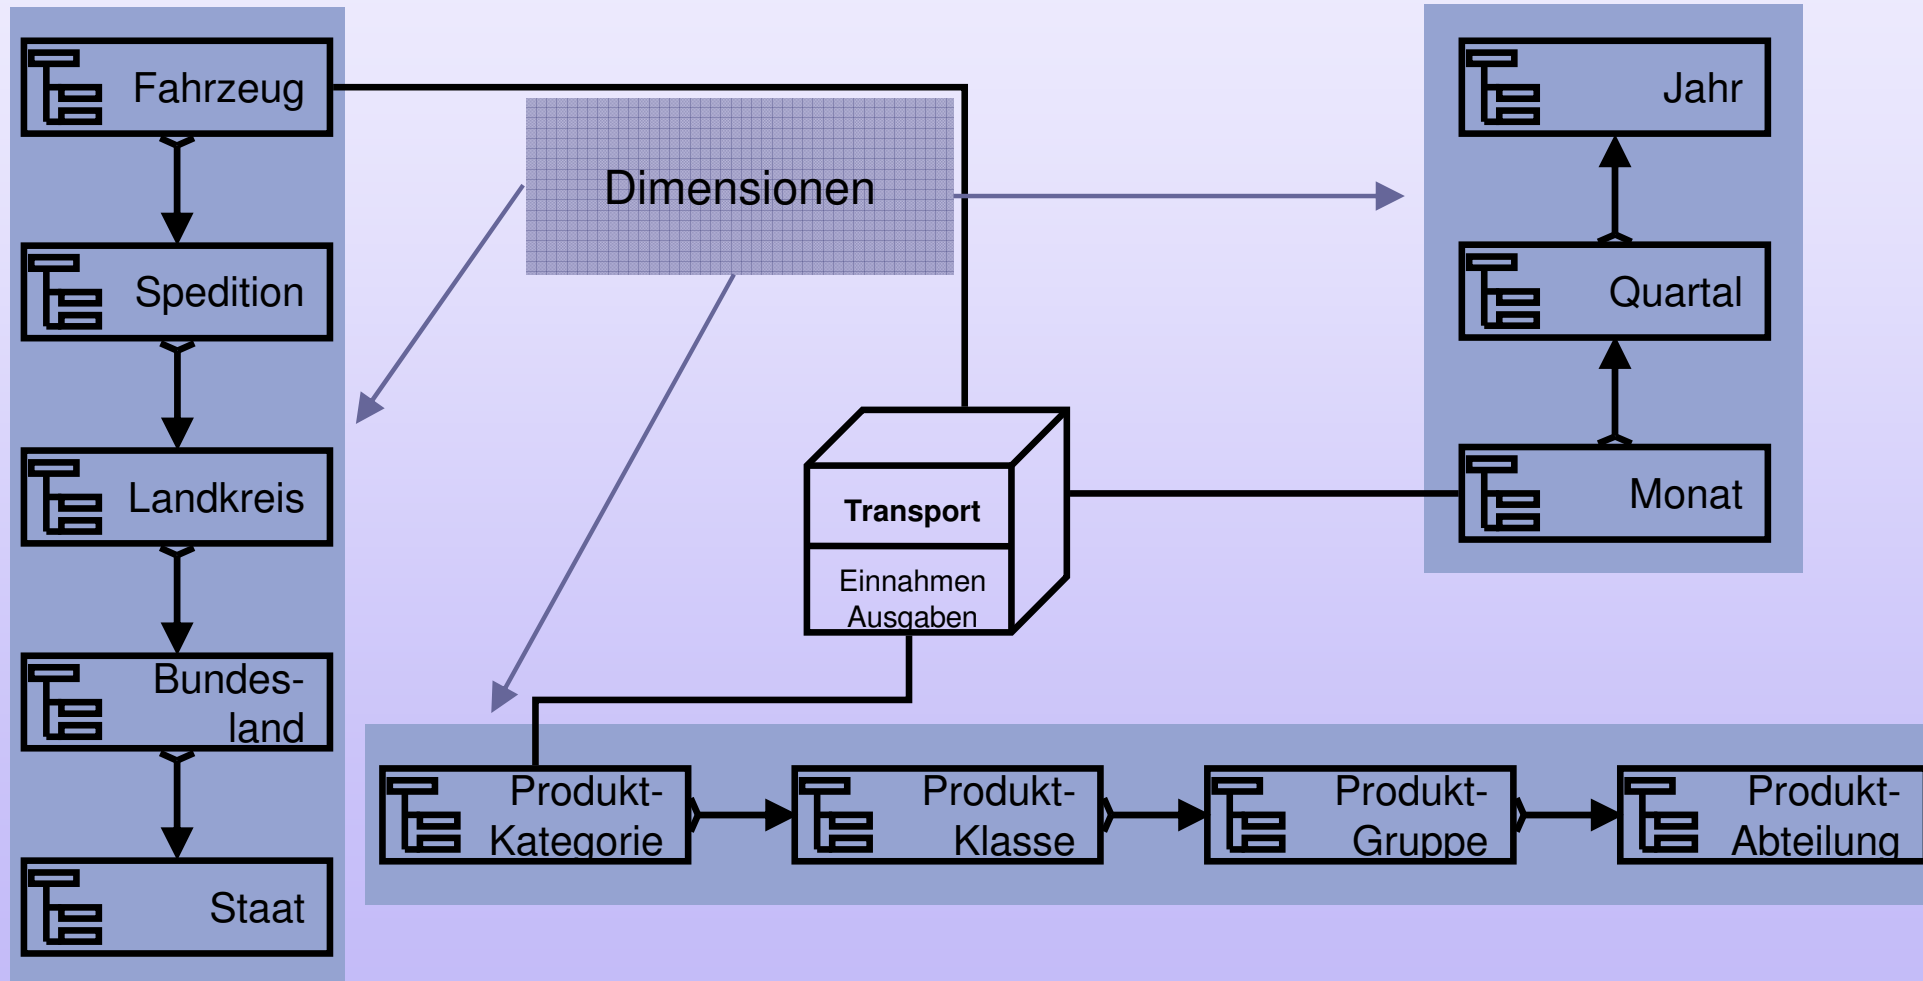 Fahrzeug
Spedition
Landkreis
Bundes-
land
Staat
Dimensionen
Transport
Einnahmen
Ausgaben
Jahr
Quartal
Monat
Produkt-
Kategorie
Produkt-
Klasse
Produkt-
Gruppe
Produkt-
Abteilung